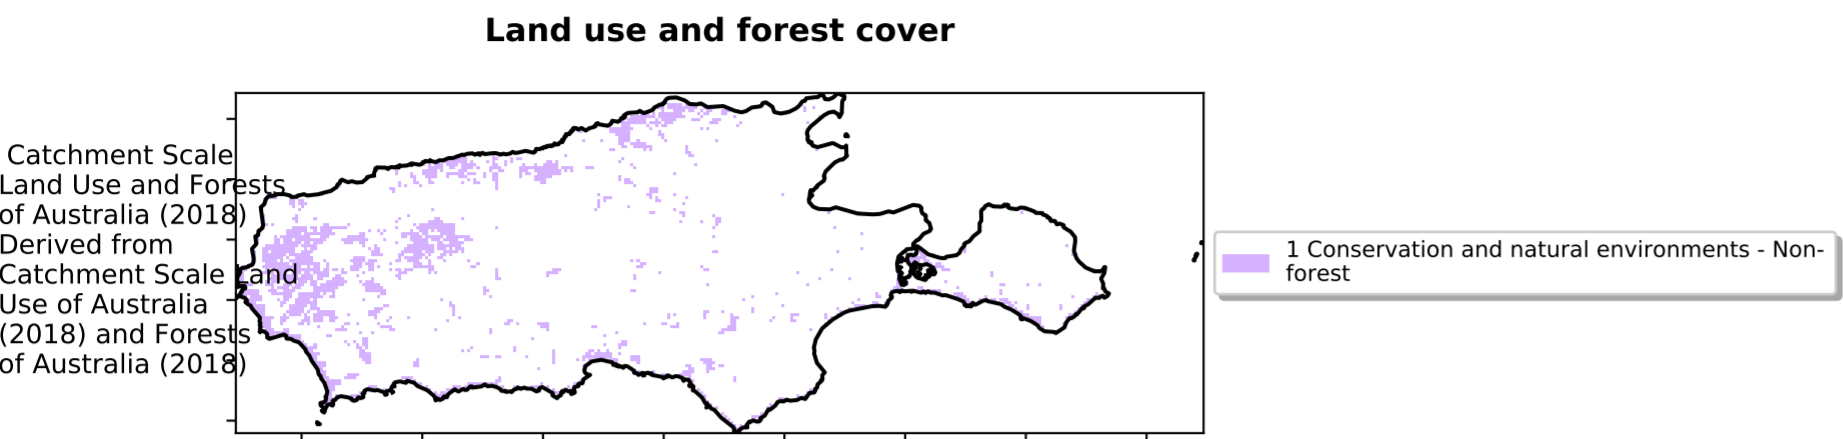 Land use and forest cover
Catchment Scale
Land Use and Forests
of Australia (2018)
Derived from
Catchment Scale Land
Use of Australia
(2018) and Forests
of Australia (2018)
1 Conservation and natural environments - Non-
forest